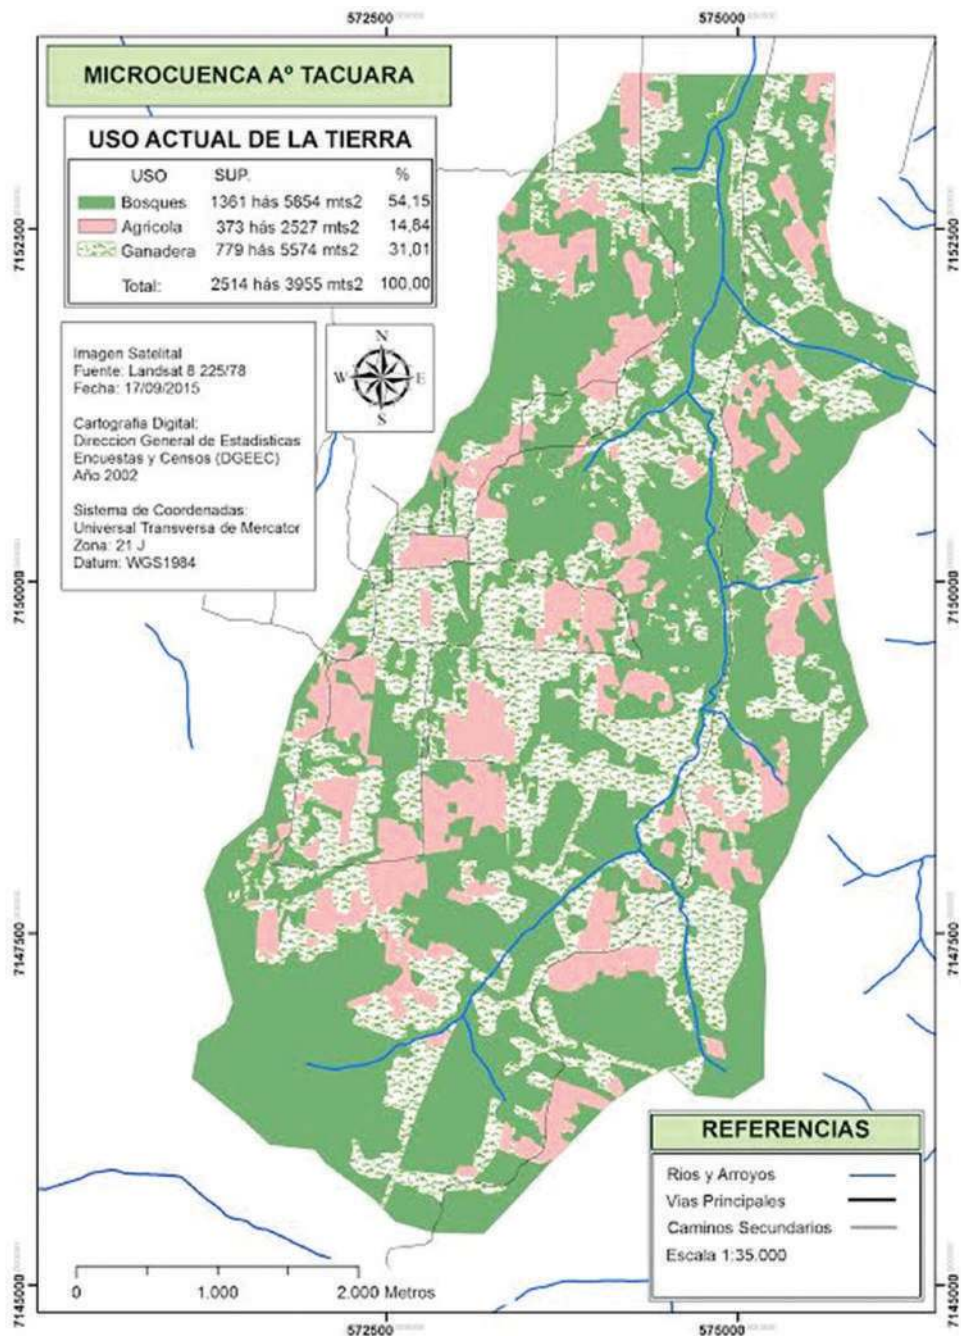 572500
575000
MICROCUENCA Aº TACUARA
USO ACTUAL DE LA TIERRA
USO SUP. %
Bosques 1361 hás 5854 mts2 54,15
Agrícola 373 hás 2527 mts2 14,84
Ganadera 779 hás 5574 mts2 31,01
Total: 2514 hás 3955 mts2 100,00
7152500
7152500
Imagen Satelital
Fuente: Landsat 8 225/78
Fecha: 17/09/2015
Cartografia Digital:
Direccion General de Estadisticas
Encuestas y Censos (DGEEC)
Año 2002
Sistema de Coordenadas:
Universal Transversa de Mercator
Zona: 21 J
Datum: WGS1984
N
W E
S
7150000
7150000
7147500
7147500
REFERENCIAS
Rios y Arroyos
Vias Principales
Caminos Secundarios
Escala 1:35.000
7145000
7145000
0 1.000 2.000 Metros
572500
575000